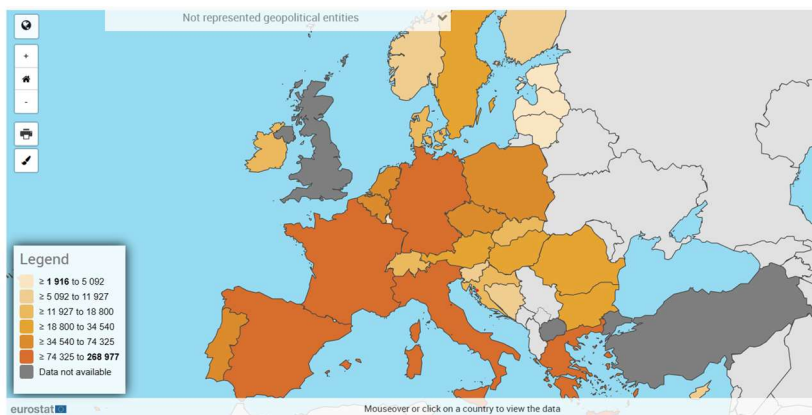 Not represented geopolitical entities
+
-
Legend
≥ 1 916 to 5 092
≥ 5 092 to 11 927
≥ 11 927 to 18 800
≥ 18 800 to 34 540
≥ 34 540 to 74 325
≥ 74 325 to 268 977
Data not available
eurostat
Mouseover or click on a country to view the data